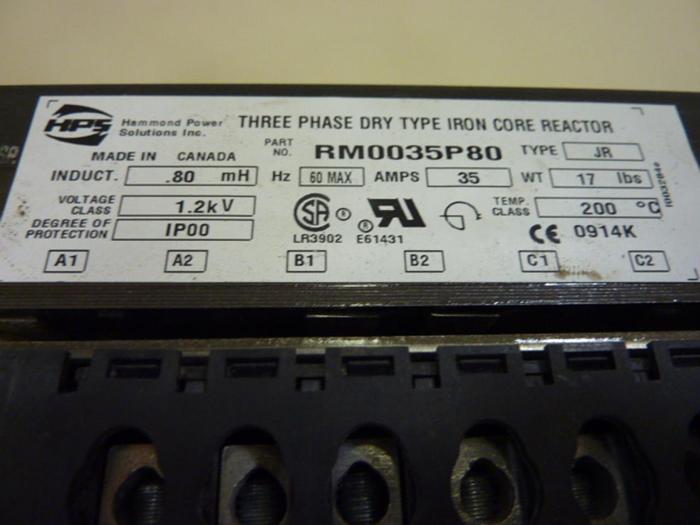 HPS Hammond Power Solutions Inc.
THREE PHASE DRY TYPE IRON CORE REACTOR
MADE IN CANADA PART NO. RM0035P80 TYPE JR
INDUCT. .80 mH Hz 60 MAX AMPS 35 WT 17 lbs
VOLTAGE CLASS 1.2kV TEMP. CLASS 200 °C
DEGREE OF PROTECTION IP00
LR3902 E61431 CE 0914K
A1 A2 B1 B2 C1 C2